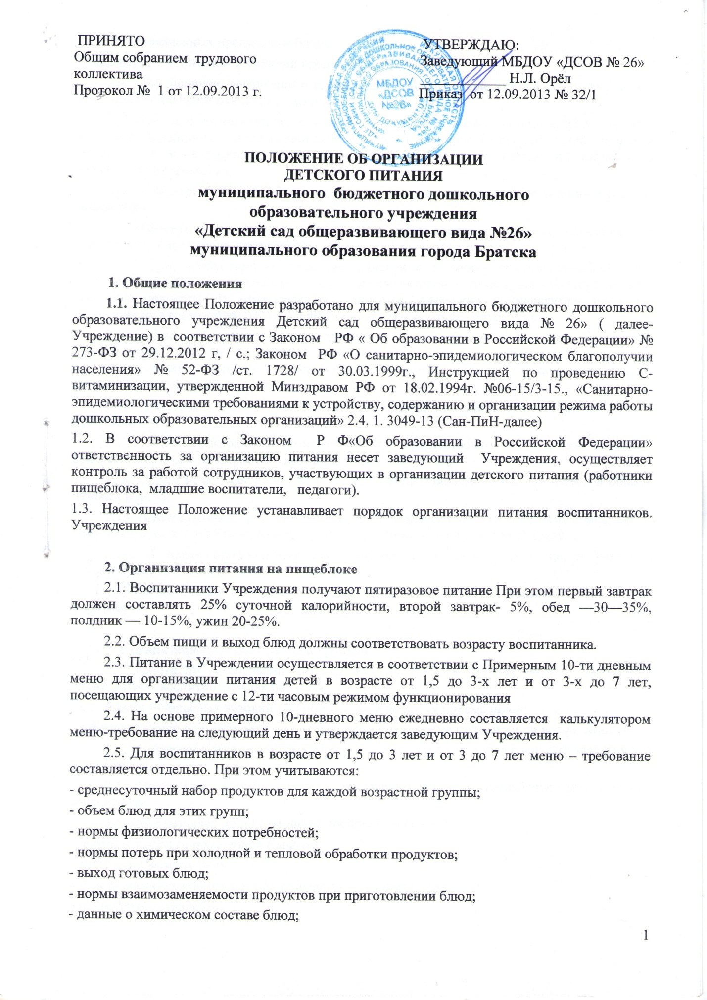 ПРИНЯТО
Общим собранием трудового
коллектива
Протокол № 1 от 12.09.2013 г.
УТВЕРЖДАЮ:
Заведующий МБДОУ «ДСОВ № 26»
____________ Н.Л. Орёл
Приказ от 12.09.2013 № 32/1
МБДОУ
«ДСОВ
№26»
ПОЛОЖЕНИЕ ОБ ОРГАНИЗАЦИИ
ДЕТСКОГО ПИТАНИЯ
муниципального бюджетного дошкольного
образовательного учреждения
«Детский сад общеразвивающего вида №26»
муниципального образования города Братска
1. Общие положения
1.1. Настоящее Положение разработано для муниципального бюджетного дошкольного
образовательного учреждения Детский сад общеразвивающего вида № 26» ( далее-
Учреждение) в соответствии с Законом РФ « Об образовании в Российской Федерации» №
273-ФЗ от 29.12.2012 г, / с.; Законом РФ «О санитарно-эпидемиологическом благополучии
населения» № 52-ФЗ /ст. 1728/ от 30.03.1999г., Инструкцией по проведению С-
витаминизации, утвержденной Минздравом РФ от 18.02.1994г. №06-15/3-15., «Санитарно-
эпидемиологическими требованиями к устройству, содержанию и организации режима работы
дошкольных образовательных организаций» 2.4. 1. 3049-13 (Сан-ПиН-далее)
1.2. В соответствии с Законом Р Ф«Об образовании в Российской Федерации»
ответственность за организацию питания несет заведующий Учреждения, осуществляет
контроль за работой сотрудников, участвующих в организации детского питания (работники
пищеблока, младшие воспитатели, педагоги).
1.3. Настоящее Положение устанавливает порядок организации питания воспитанников.
Учреждения
2. Организация питания на пищеблоке
2.1. Воспитанники Учреждения получают пятиразовое питание При этом первый завтрак
должен составлять 25% суточной калорийности, второй завтрак- 5%, обед —30—35%,
полдник — 10-15%, ужин 20-25%.
2.2. Объем пищи и выход блюд должны соответствовать возрасту воспитанника.
2.3. Питание в Учреждении осуществляется в соответствии с Примерным 10-ти дневным
меню для организации питания детей в возрасте от 1,5 до 3-х лет и от 3-х до 7 лет,
посещающих учреждение с 12-ти часовым режимом функционирования
2.4. На основе примерного 10-дневного меню ежедневно составляется калькулятором
меню-требование на следующий день и утверждается заведующим Учреждения.
2.5. Для воспитанников в возрасте от 1,5 до 3 лет и от 3 до 7 лет меню – требование
составляется отдельно. При этом учитываются:
- среднесуточный набор продуктов для каждой возрастной группы;
- объем блюд для этих групп;
- нормы физиологических потребностей;
- нормы потерь при холодной и тепловой обработки продуктов;
- выход готовых блюд;
- нормы взаимозаменяемости продуктов при приготовлении блюд;
- данные о химическом составе блюд;
1